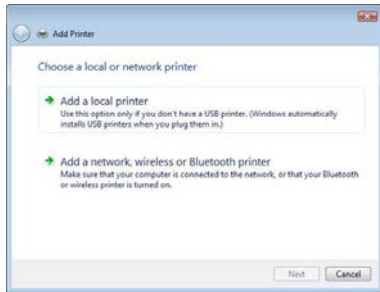 Add Printer
Choose a local or network printer
Add a local printer
Use this option only if you don't have a USB printer. (Windows automatically
installs USB printers when you plug them in.)
Add a network, wireless or Bluetooth printer
Make sure that your computer is connected to the network, or that your Bluetooth
or wireless printer is turned on.
Next
Cancel